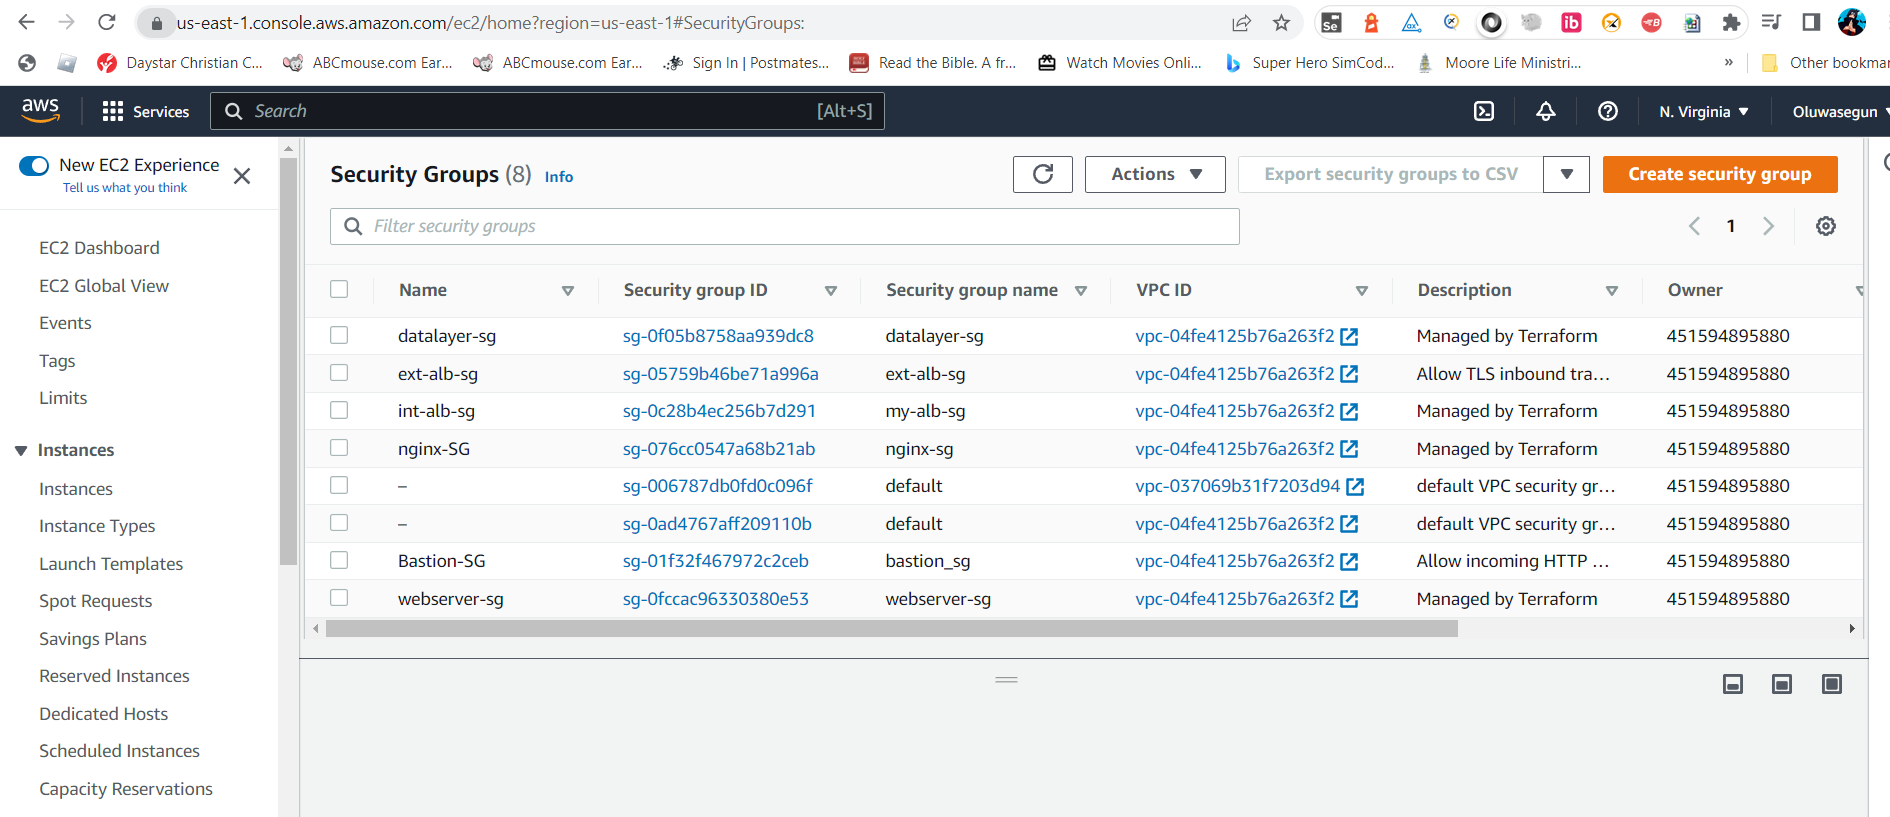 us-east-1.console.aws.amazon.com/ec2/home?region=us-east-1#SecurityGroups:
Se ax ib B
Daystar Christian C... ABCmouse.com Ear... ABCmouse.com Ear... Sign In | Postmates... Read the Bible. A fr... Watch Movies Onli... Super Hero SimCod... Moore Life Ministri... » Other bookmar
aws Services Search [Alt+S] N. Virginia Oluwasegun
New EC2 Experience
Tell us what you think
EC2 Dashboard
EC2 Global View
Events
Tags
Limits
Instances
Instances
Instance Types
Launch Templates
Spot Requests
Savings Plans
Reserved Instances
Dedicated Hosts
Scheduled Instances
Capacity Reservations
Security Groups (8) Info Actions Export security groups to CSV Create security group
Filter security groups 1
Name Security group ID Security group name VPC ID Description Owner
datalayer-sg sg-0f05b8758aa939dc8 datalayer-sg vpc-04fe4125b76a263f2 Managed by Terraform 451594895880
ext-alb-sg sg-05759b46be71a996a ext-alb-sg vpc-04fe4125b76a263f2 Allow TLS inbound tra... 451594895880
int-alb-sg sg-0c28b4ec256b7d291 my-alb-sg vpc-04fe4125b76a263f2 Managed by Terraform 451594895880
nginx-SG sg-076cc0547a68b21ab nginx-sg vpc-04fe4125b76a263f2 Managed by Terraform 451594895880
– sg-006787db0fd0c096f default vpc-037069b31f7203d94 default VPC security gr... 451594895880
– sg-0ad4767aff209110b default vpc-04fe4125b76a263f2 default VPC security gr... 451594895880
Bastion-SG sg-01f32f467972c2ceb bastion_sg vpc-04fe4125b76a263f2 Allow incoming HTTP ... 451594895880
webserver-sg sg-0fccac96330380e53 webserver-sg vpc-04fe4125b76a263f2 Managed by Terraform 451594895880